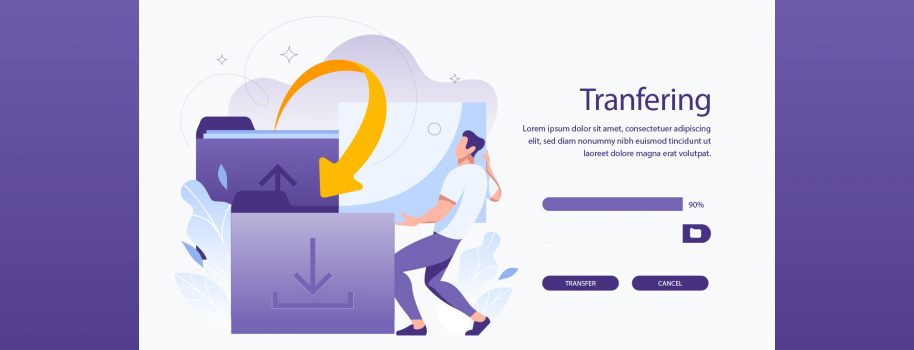 Tranfering
Lorem ipsum dolor sit amet, consectetuer adipiscing
elit, sed diam nonummy nibh euismod tincidunt ut
laoreet dolore magna erat volutpat.
90%
TRANSFER
CANCEL